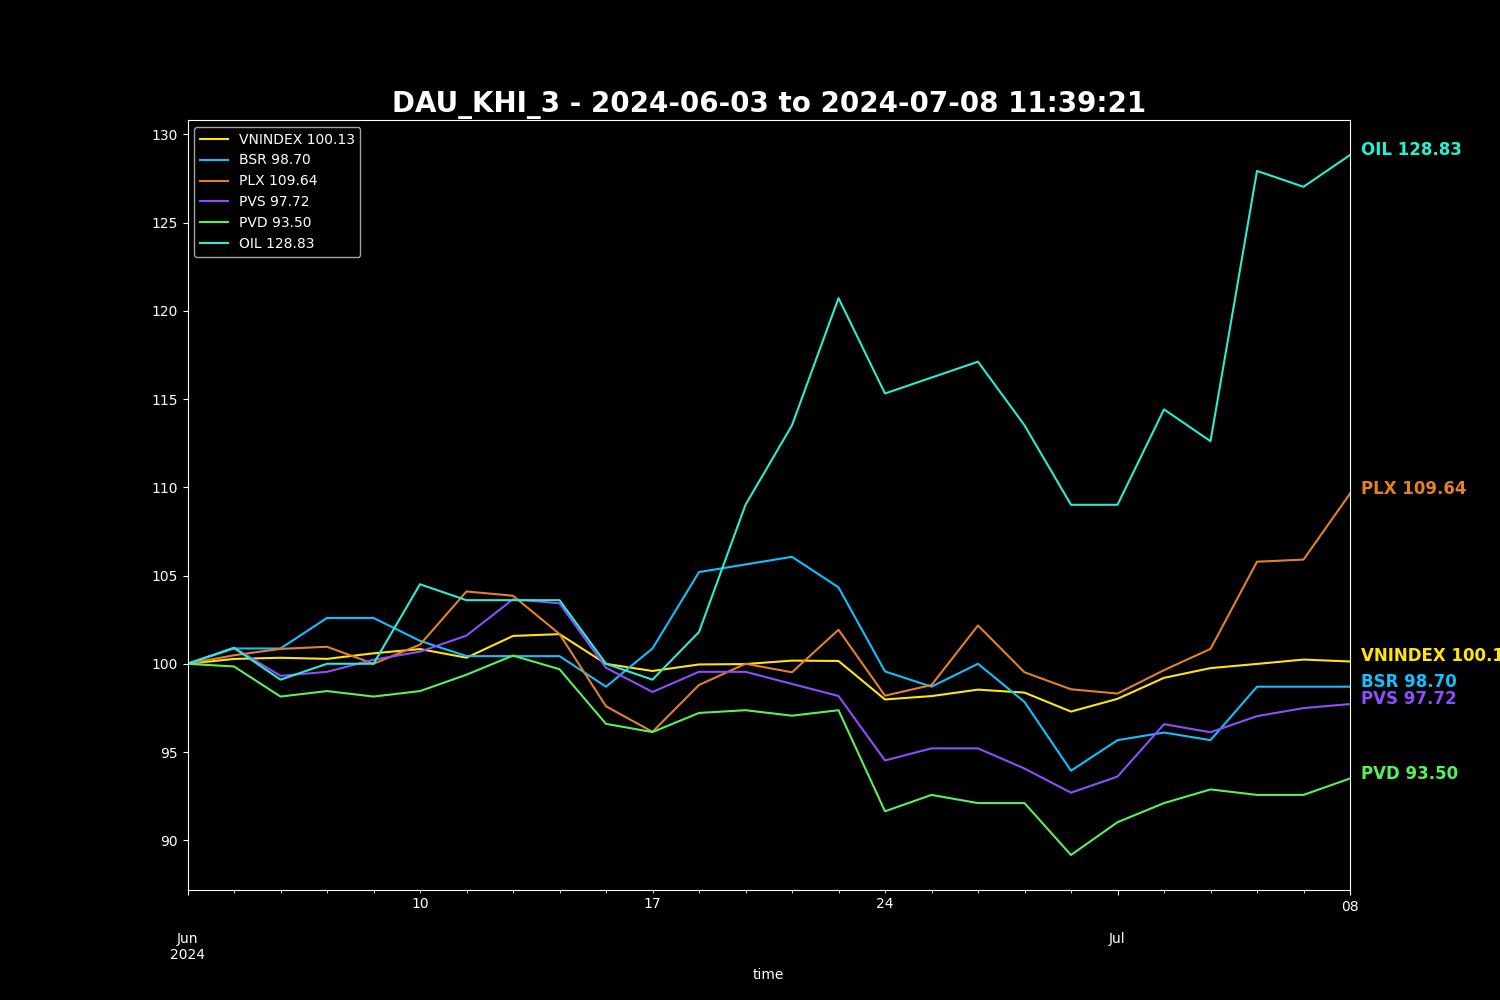 DAU_KHI_3 - 2024-06-03 to 2024-07-08 11:39:21
VNINDEX 100.13
BSR 98.70
PLX 109.64
PVS 97.72
PVD 93.50
OIL 128.83
130
125
120
115
110
105
100
95
90
OIL 128.83
PLX 109.64
VNINDEX 100.1
BSR 98.70
PVS 97.72
PVD 93.50
10 17 24 08
Jun Jul
2024
time